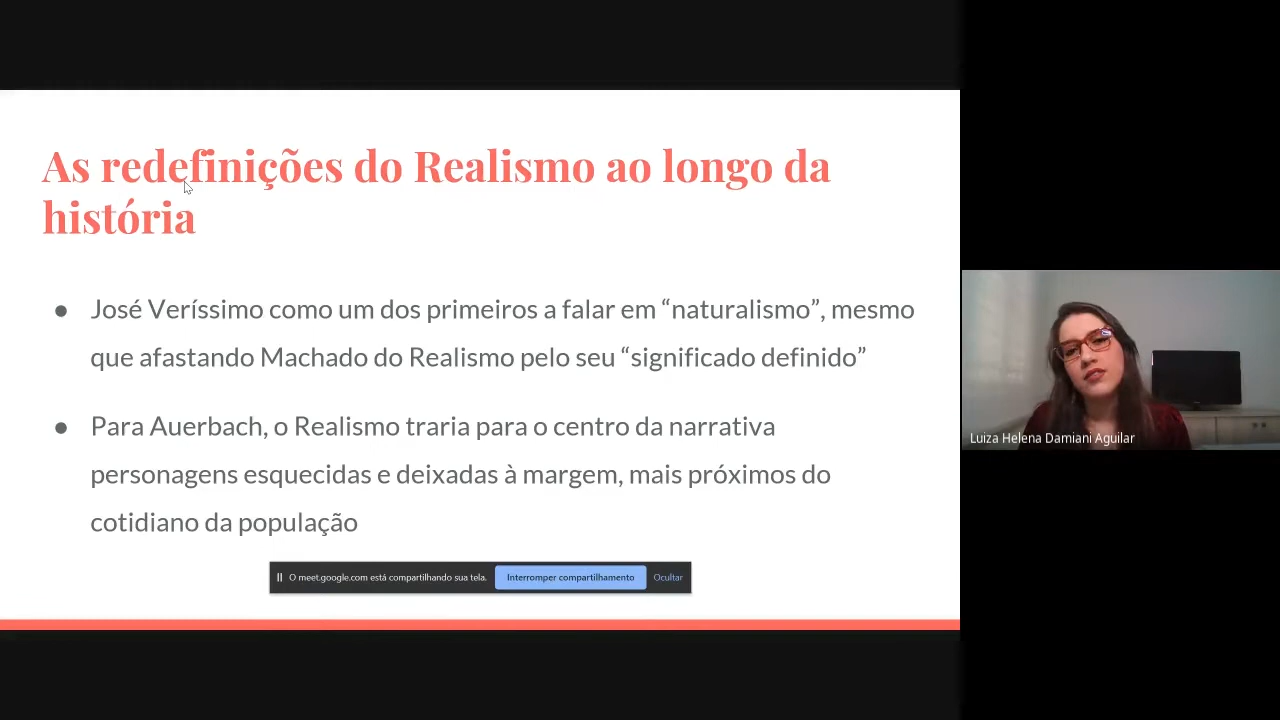 As redefinições do Realismo ao longo da
história
● José Veríssimo como um dos primeiros a falar em “naturalismo”, mesmo
que afastando Machado do Realismo pelo seu “significado definido”
● Para Auerbach, o Realismo traria para o centro da narrativa
personagens esquecidas e deixadas à margem, mais próximos do
cotidiano da população
O meet.google.com está compartilhando sua tela. Interromper compartilhamento Ocultar
Luiza Helena Damiani Aguilar